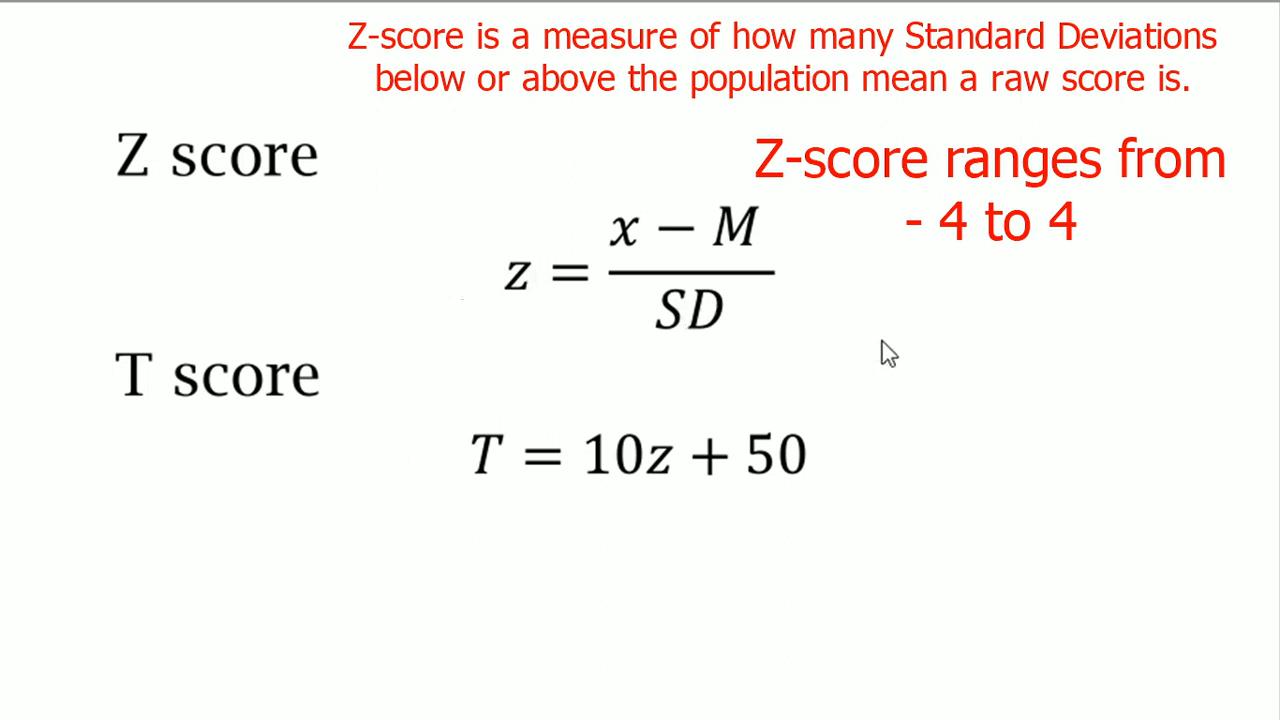 Z-score is a measure of how many Standard Deviations
below or above the population mean a raw score is.
Z score
Z-score ranges from
- 4 to 4
z = \frac{x - M}{SD}
T score
T = 10z + 50